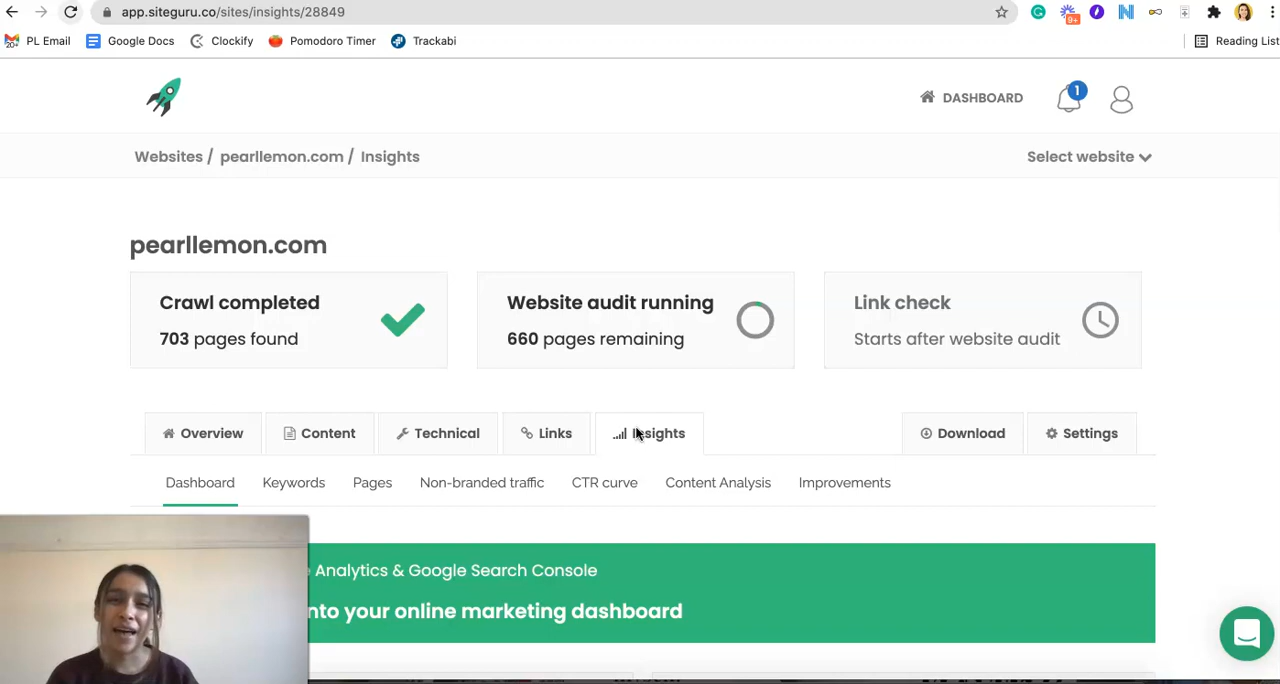 app.siteguru.co/sites/insights/28849
9+
20+ PL Email
Google Docs
Clockify
Pomodoro Timer
Trackabi
Reading List
DASHBOARD
1
Websites / pearllemon.com / Insights
Select website
pearllemon.com
Crawl completed
703 pages found
Website audit running
660 pages remaining
Link check
Starts after website audit
Overview
Content
Technical
Links
Insights
Download
Settings
Dashboard
Keywords
Pages
Non-branded traffic
CTR curve
Content Analysis
Improvements
Analytics & Google Search Console
nto your online marketing dashboard